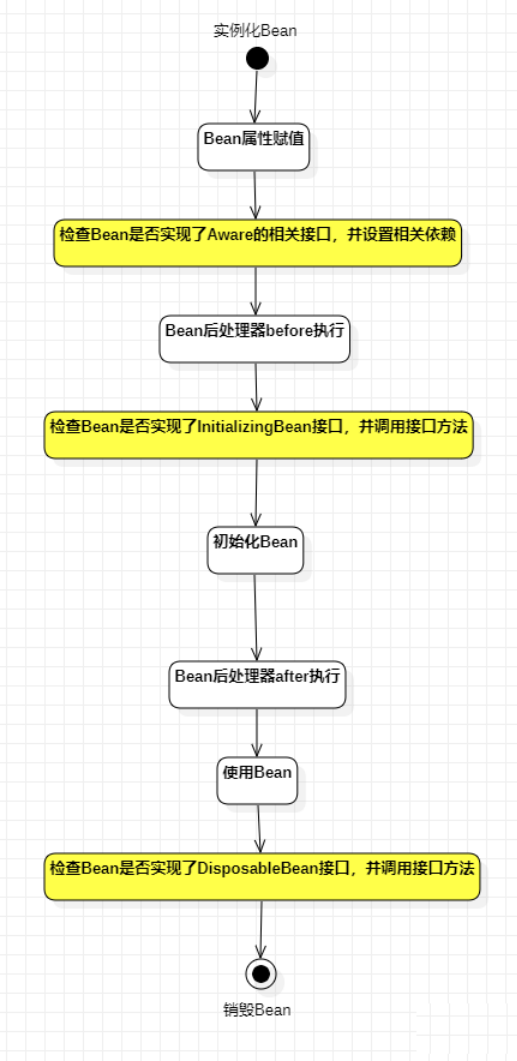 实例化Bean
Bean属性赋值
检查Bean是否实现了Aware的相关接口，并设置相关依赖
Bean后处理器before执行
检查Bean是否实现了InitializingBean接口，并调用接口方法
初始化Bean
Bean后处理器after执行
使用Bean
检查Bean是否实现了DisposableBean接口，并调用接口方法
销毁Bean